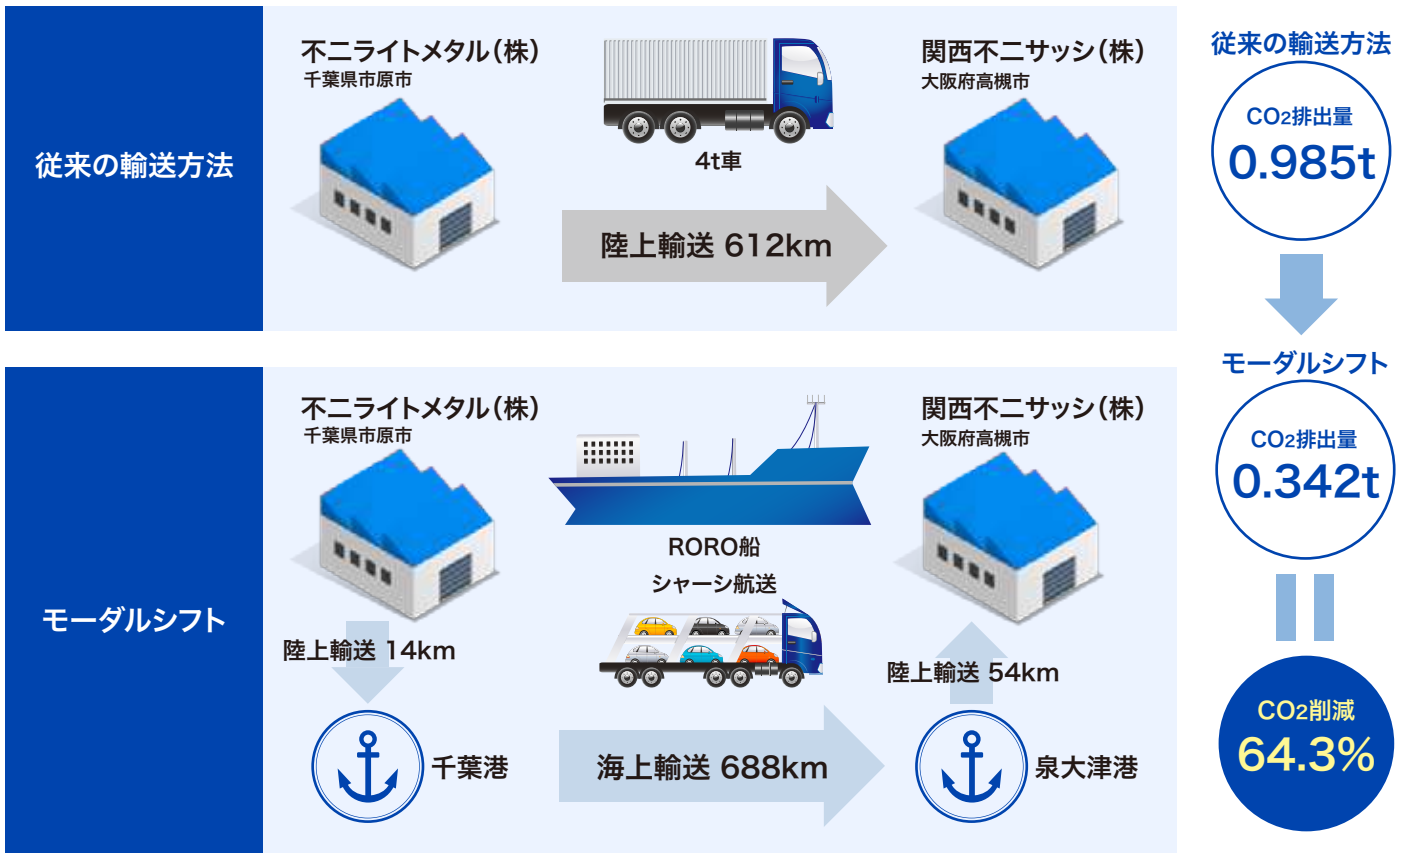 従来の輸送方法
不二ライトメタル(株)
千葉県市原市
4t車
陸上輸送 612km
関西不二サッシ(株)
大阪府高槻市
従来の輸送方法
CO2排出量
0.985t
モーダルシフト
不二ライトメタル(株)
千葉県市原市
陸上輸送 14km
千葉港
RORO船
シャーシ航送
海上輸送 688km
関西不二サッシ(株)
大阪府高槻市
陸上輸送 54km
泉大津港
モーダルシフト
CO2排出量
0.342t
CO2削減
64.3%